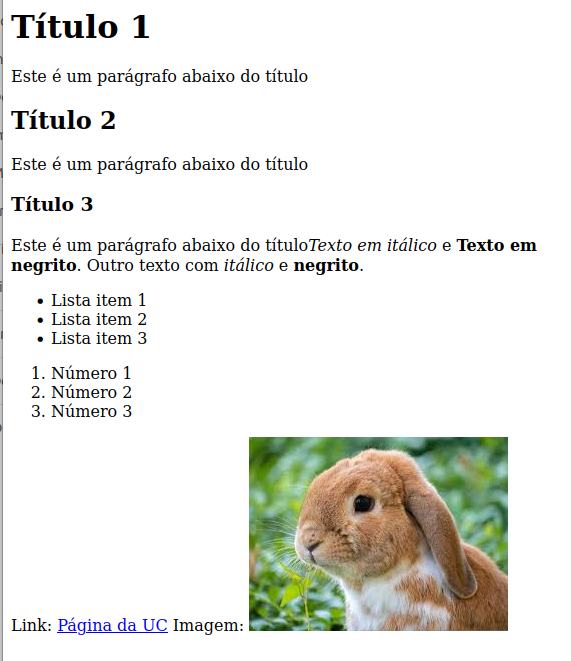 Título 1
Este é um parágrafo abaixo do título
Título 2
Este é um parágrafo abaixo do título
Título 3
Este é um parágrafo abaixo do títuloTexto em itálico e Texto em
negrito. Outro texto com itálico e negrito.
• Lista item 1
• Lista item 2
• Lista item 3
1. Número 1
2. Número 2
3. Número 3
Link: Página da UC Imagem: